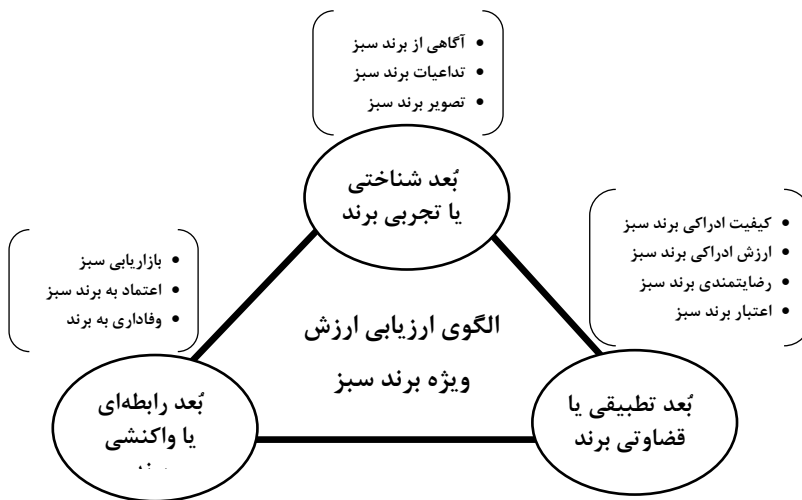 • آگاهی از برند سبز
• تداعیات برند سبز
• تصویر برند سبز
بُعد شناختی
یا تجربی برند
• کیفیت ادراکی برند سبز
• ارزش ادراکی برند سبز
• رضایتمندی برند سبز
• اعتبار برند سبز
• بازاریابی سبز
• اعتماد به برند سبز
• وفاداری به برند
الگوی ارزیابی ارزش
ویژه برند سبز
بُعد تطبیقی یا
قضاوتی برند
بُعد رابطه‌ای
یا واکنشی